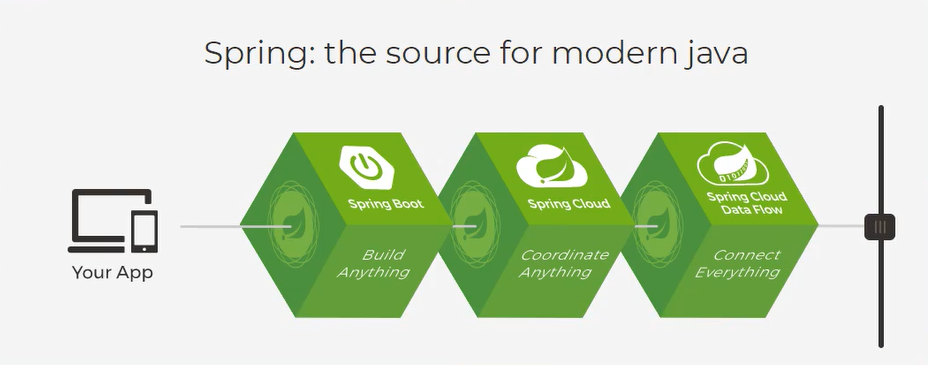 Spring: the source for modern java
Your App
Spring Boot
Build
Anything
Spring Cloud
Coordinate
Anything
Spring Cloud
Data Flow
Connect
Everything